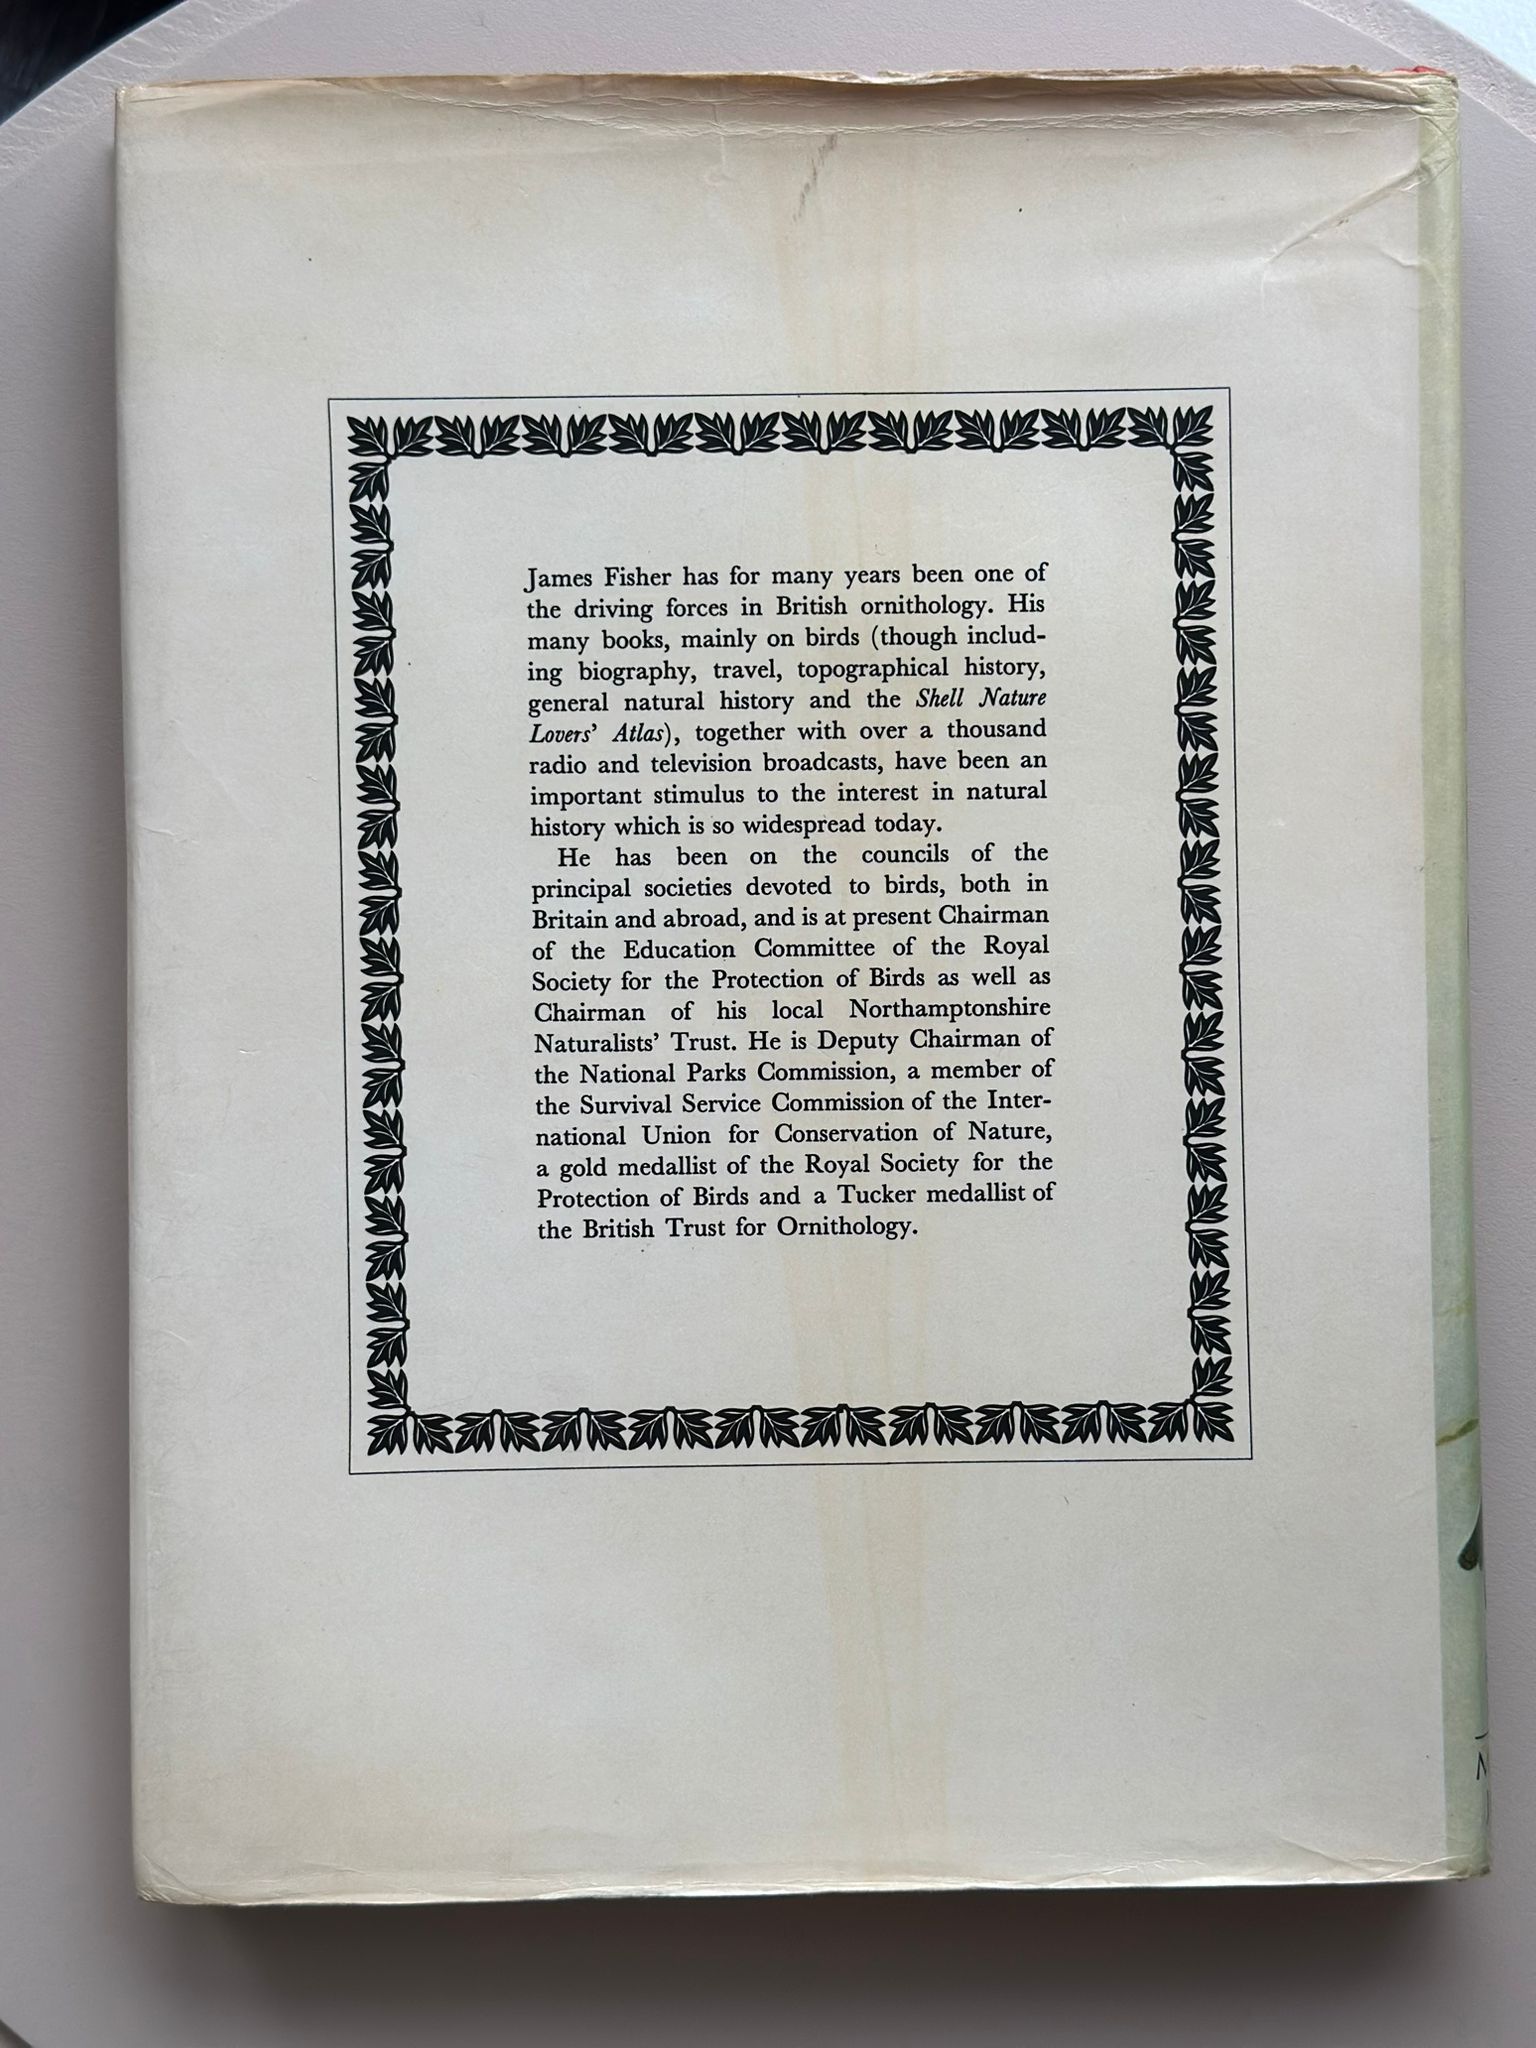 James Fisher has for many years been one of
the driving forces in British ornithology. His
many books, mainly on birds (though includ-
ing biography, travel, topographical history,
general natural history and the Shell Nature
Lovers' Atlas), together with over a thousand
radio and television broadcasts, have been an
important stimulus to the interest in natural
history which is so widespread today.
He has been on the councils of the
principal societies devoted to birds, both in
Britain and abroad, and is at present Chairman
of the Education Committee of the Royal
Society for the Protection of Birds as well as
Chairman of his local Northamptonshire
Naturalists' Trust. He is Deputy Chairman of
the National Parks Commission, a member of
the Survival Service Commission of the Inter-
national Union for Conservation of Nature,
a gold medallist of the Royal Society for the
Protection of Birds and a Tucker medallist of
the British Trust for Ornithology.